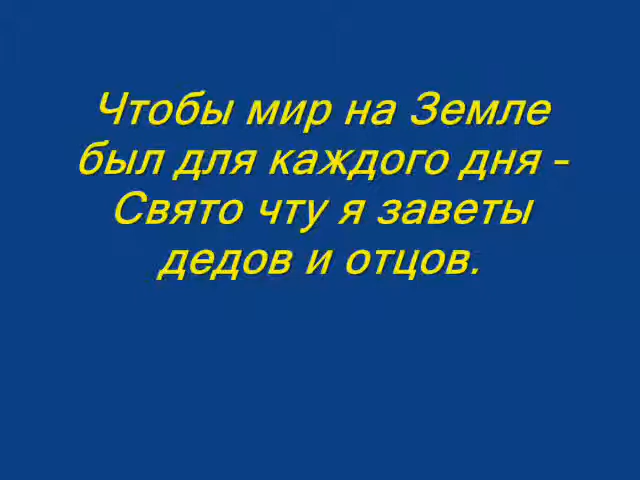 Чтобы мир на Земле
был для каждого дня –
Свято чту я заветы
дедов и отцов.